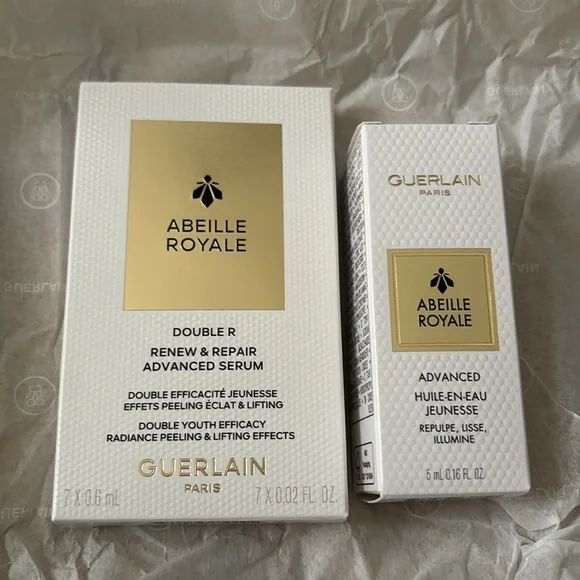 ABEILLE
ROYALE
DOUBLE R
RENEW & REPAIR
ADVANCED SERUM
DOUBLE EFFICACITÉ JEUNESSE
EFFETS PEELING ÉCLAT & LIFTING
DOUBLE YOUTH EFFICACY
RADIANCE PEELING & LIFTING EFFECTS
GUERLAIN
PARIS
7 X 0.6 mL 7 X 0.02 FL. OZ.
GUERLAIN
PARIS
ABEILLE
ROYALE
ADVANCED
HUILE-EN-EAU
JEUNESSE
REPULPE, LISSE,
ILLUMINE
5 mL 0.16 FL. OZ.
GUERLAIN